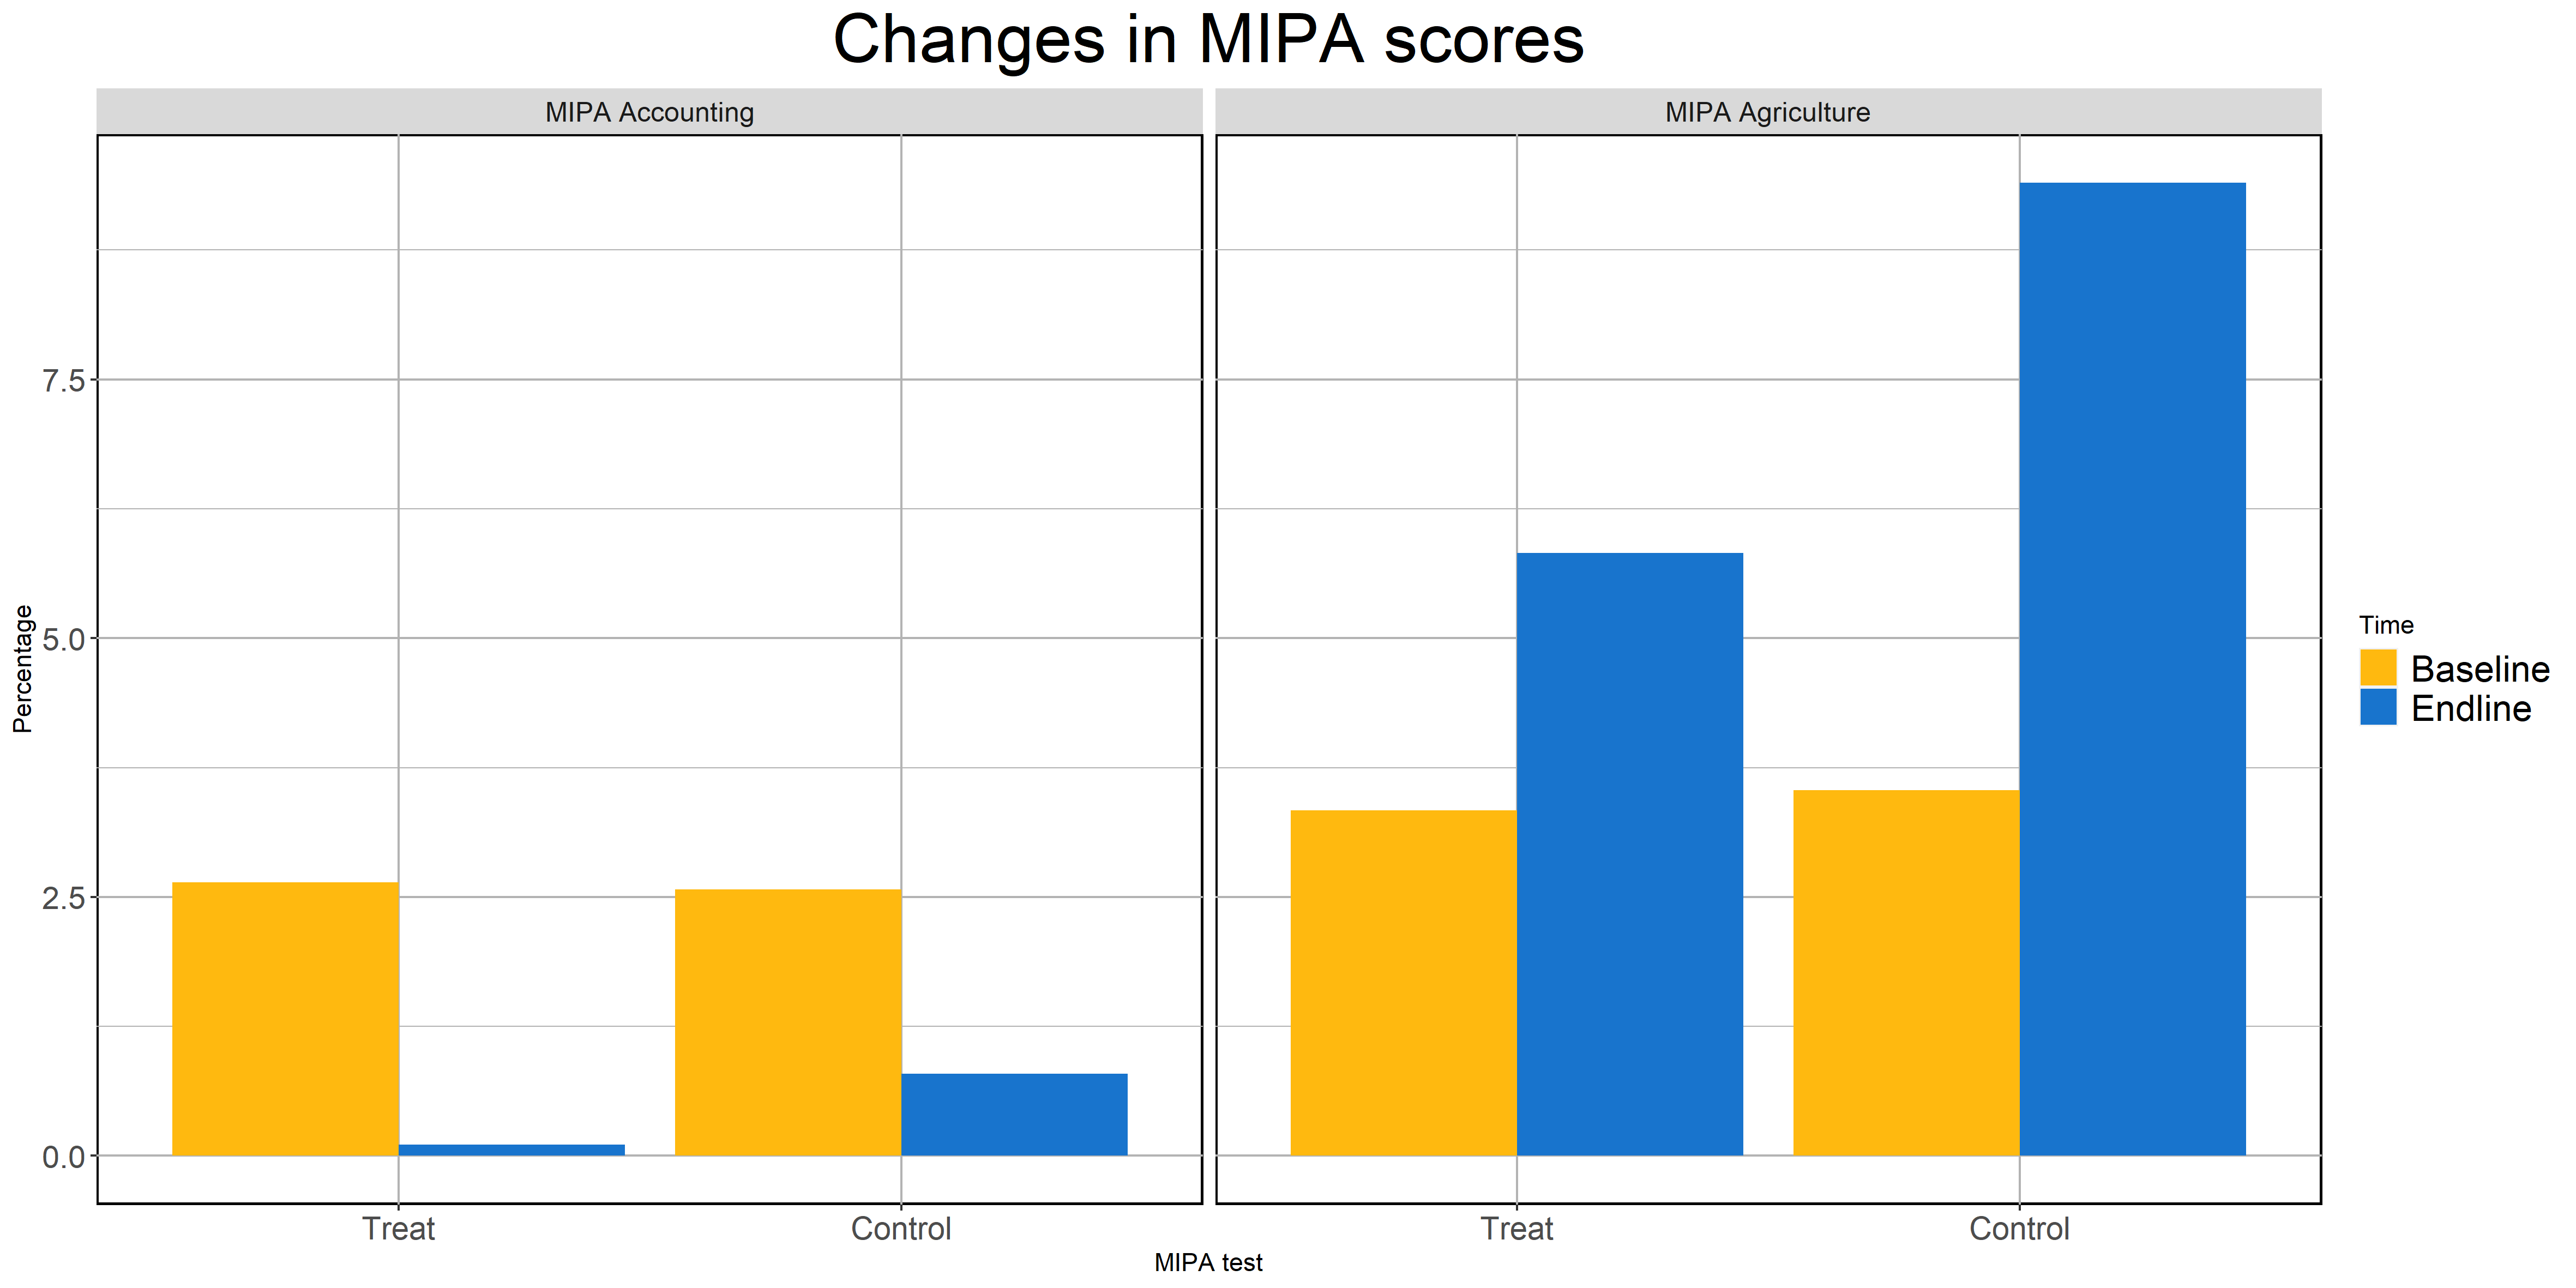 Changes in MIPA scores
MIPA Accounting
MIPA Agriculture
Percentage
7.5
5.0
2.5
0.0
Treat
Control
Treat
Control
MIPA test
Time
Baseline
Endline